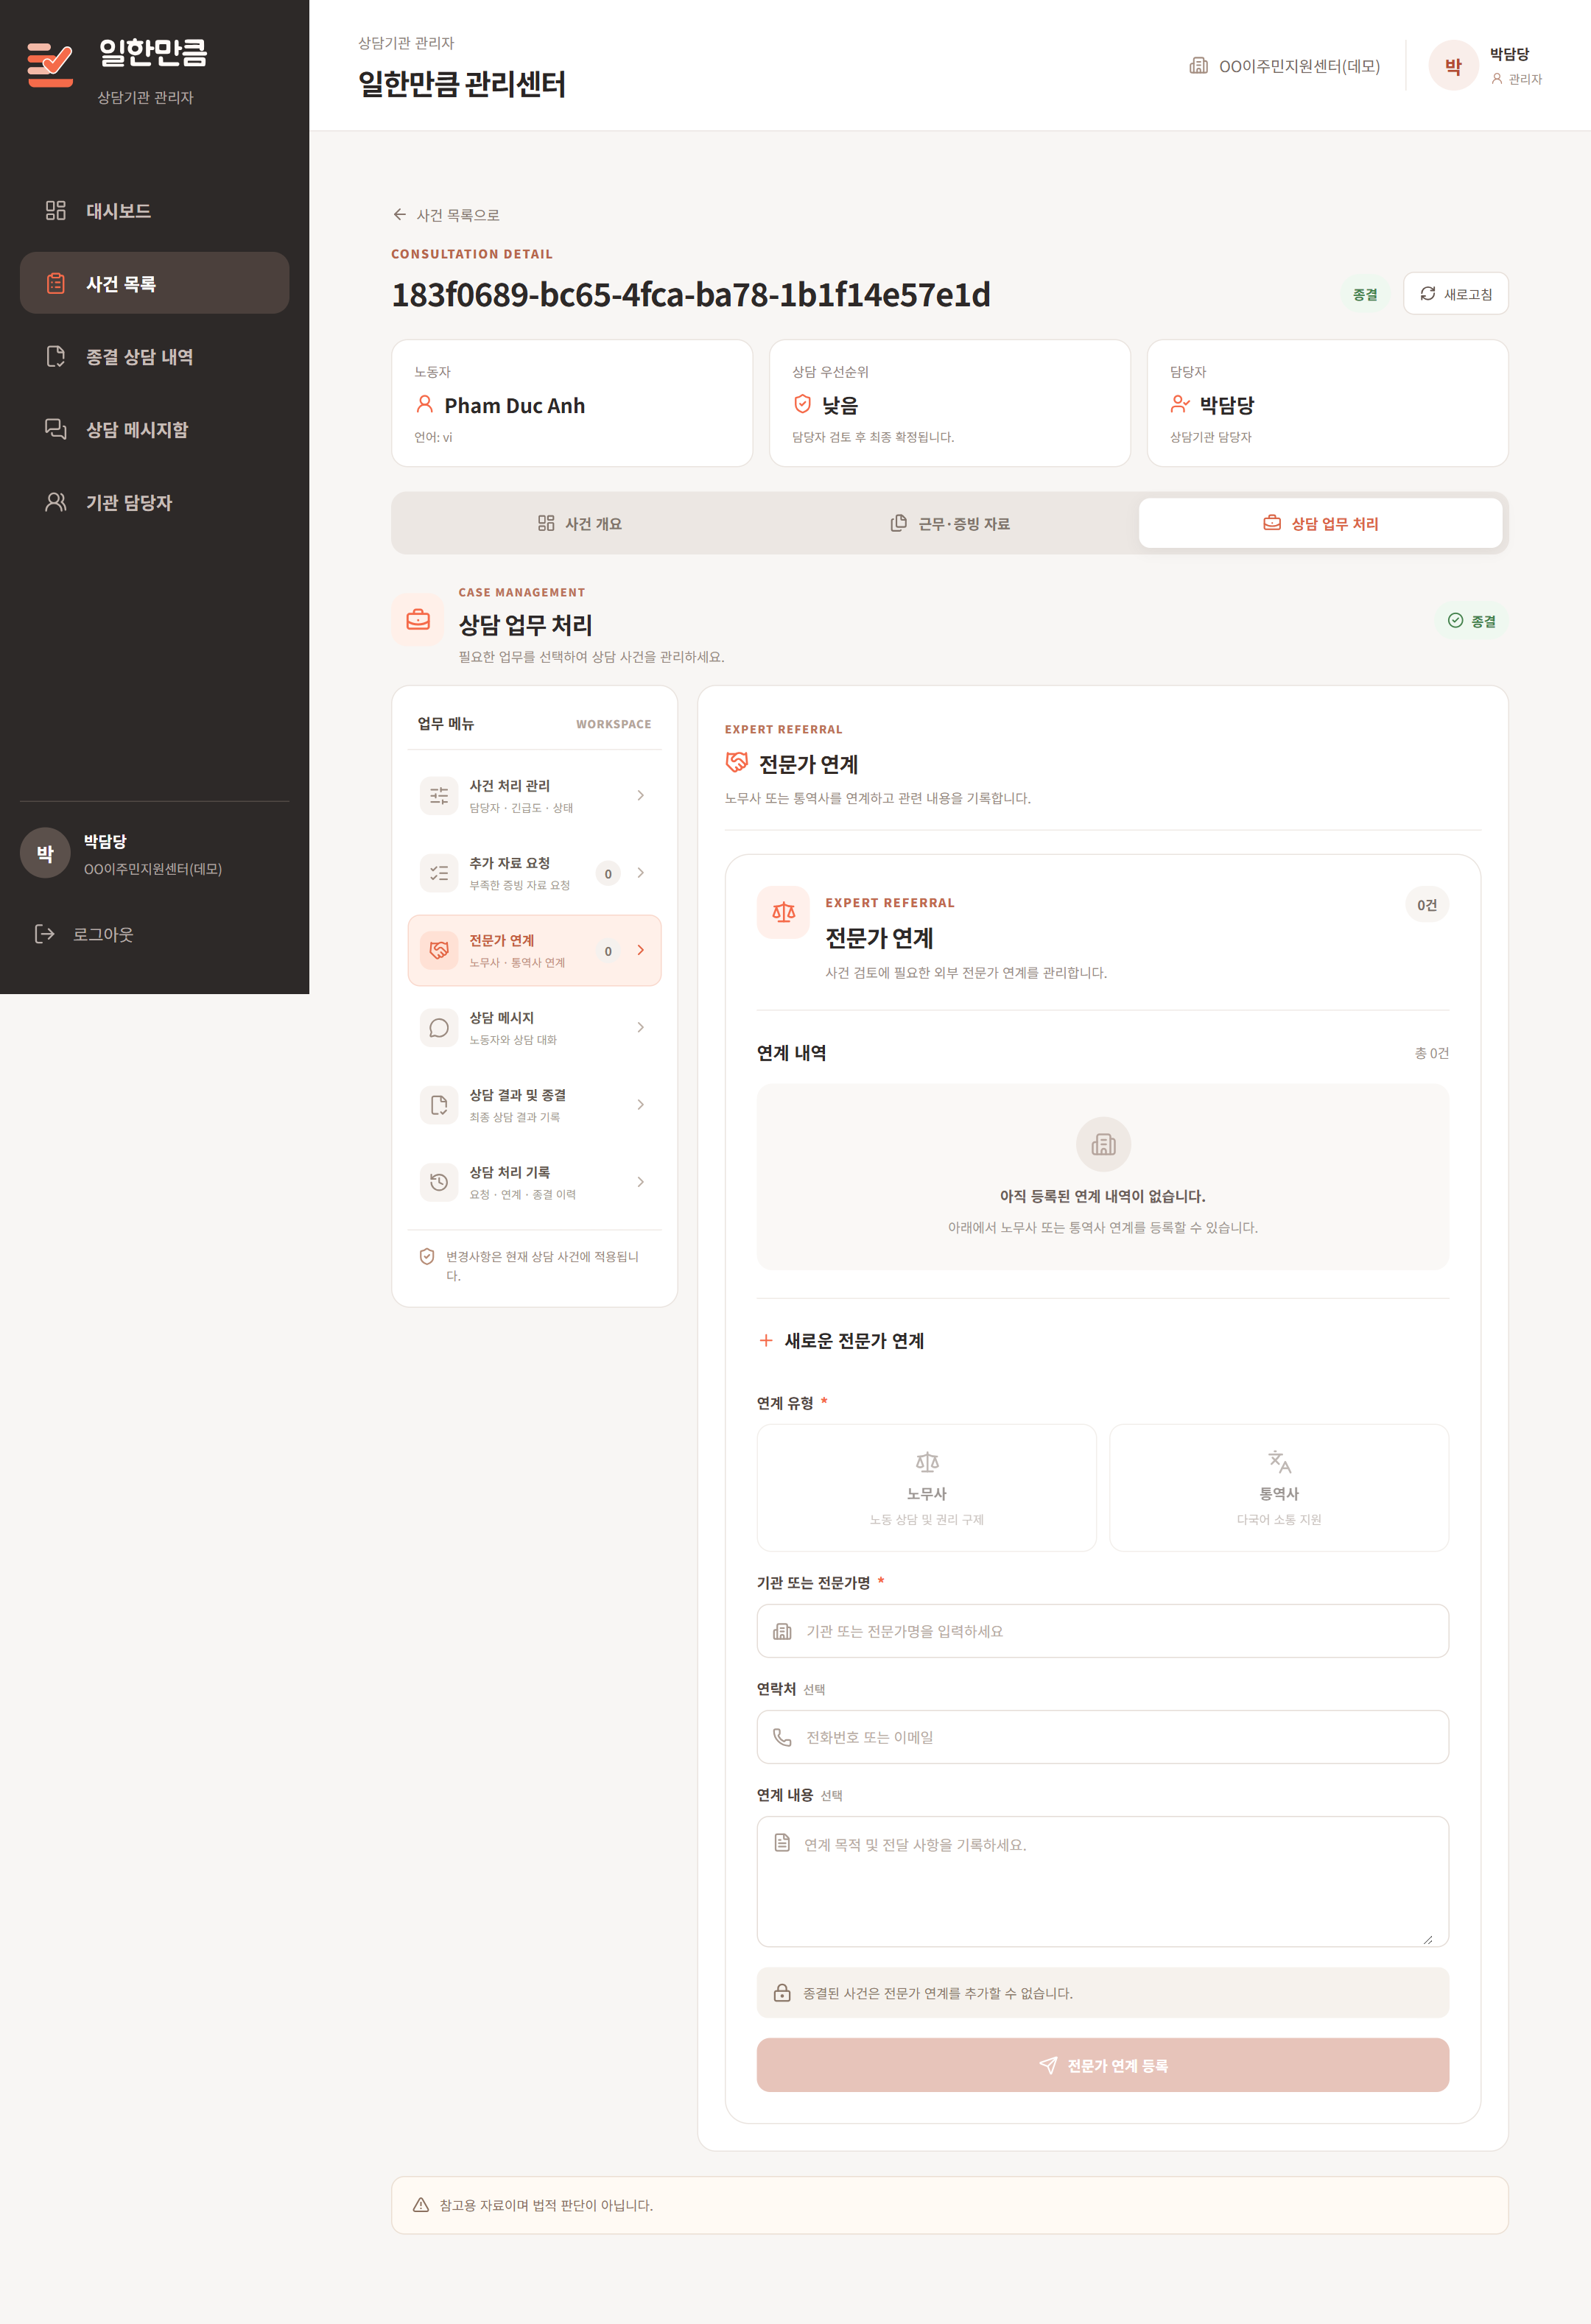 일한만큼
상담기관 관리자
대시보드
사건 목록
종결 상담 내역
상담 메시지함
기관 담당자
박
박담당
OO이주민지원센터(데모)
로그아웃
상담기관 관리자
일한만큼 관리센터
OO이주민지원센터(데모)
박
박담당
관리자
사건 목록으로
CONSULTATION DETAIL
183f0689-bc65-4fca-ba78-1b1f14e57e1d
종결
새로고침
노동자
Pham Duc Anh
언어: vi
상담 우선순위
낮음
담당자 검토 후 최종 확정됩니다.
담당자
박담당
상담기관 담당자
사건 개요
근무·증빙 자료
상담 업무 처리
CASE MANAGEMENT
상담 업무 처리
필요한 업무를 선택하여 상담 사건을 관리하세요.
종결
업무 메뉴
WORKSPACE
사건 처리 관리
담당자 · 긴급도 · 상태
추가 자료 요청
부족한 증빙 자료 요청
0
전문가 연계
노무사 · 통역사 연계
0
상담 메시지
노동자와 상담 대화
상담 결과 및 종결
최종 상담 결과 기록
상담 처리 기록
요청 · 연계 · 종결 이력
변경사항은 현재 상담 사건에 적용됩니
다.
EXPERT REFERRAL
전문가 연계
노무사 또는 통역사를 연계하고 관련 내용을 기록합니다.
EXPERT REFERRAL
전문가 연계
사건 검토에 필요한 외부 전문가 연계를 관리합니다.
0건
연계 내역
총 0건
아직 등록된 연계 내역이 없습니다.
아래에서 노무사 또는 통역사 연계를 등록할 수 있습니다.
새로운 전문가 연계
연계 유형 *
노무사
노동 상담 및 권리 구제
통역사
다국어 소통 지원
기관 또는 전문가명 *
기관 또는 전문가명을 입력하세요
연락처 선택
전화번호 또는 이메일
연계 내용 선택
연계 목적 및 전달 사항을 기록하세요.
종결된 사건은 전문가 연계를 추가할 수 없습니다.
전문가 연계 등록
참고용 자료이며 법적 판단이 아닙니다.